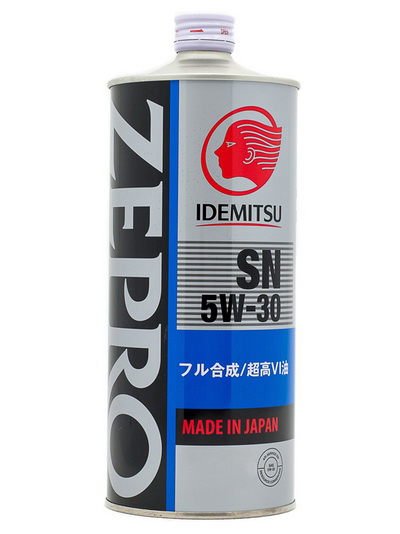 ZEPRO
IDEMITSU
SN
5W-30
フル合成/超高VI油
MADE IN JAPAN